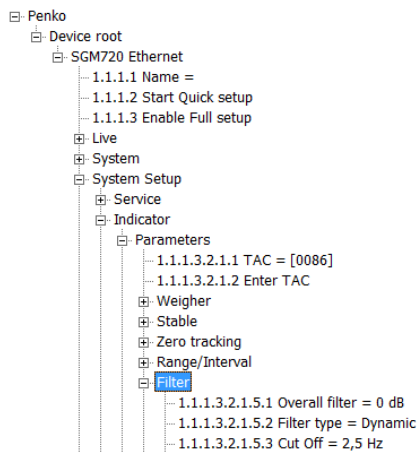 Penko
Device root
SGM720 Ethernet
1.1.1.1 Name =
1.1.1.2 Start Quick setup
1.1.1.3 Enable Full setup
Live
System
System Setup
Service
Indicator
Parameters
1.1.1.3.2.1.1 TAC = [0086]
1.1.1.3.2.1.2 Enter TAC
Weigher
Stable
Zero tracking
Range/Interval
Filter
1.1.1.3.2.1.5.1 Overall filter = 0 dB
1.1.1.3.2.1.5.2 Filter type = Dynamic
1.1.1.3.2.1.5.3 Cut Off = 2,5 Hz